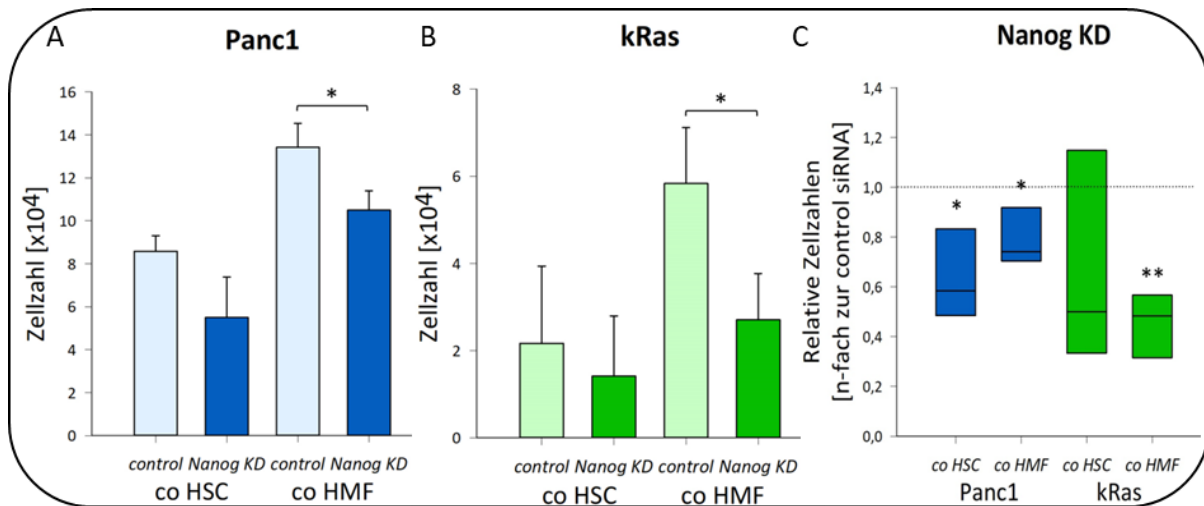 A
Panc1
Zellzahl [x10⁴]
16
14
12
10
8
6
4
2
0
*
control Nanog KD control Nanog KD
co HSC co HMF
B
kRas
Zellzahl [x10⁴]
8
6
4
2
0
*
control Nanog KD control Nanog KD
co HSC co HMF
C
Nanog KD
Relative Zellzahlen
[n-fach zur control siRNA]
1,4
1,2
1,0
0,8
0,6
0,4
0,2
0,0
*
*
**
co HSC co HMF co HSC co HMF
Panc1 kRas